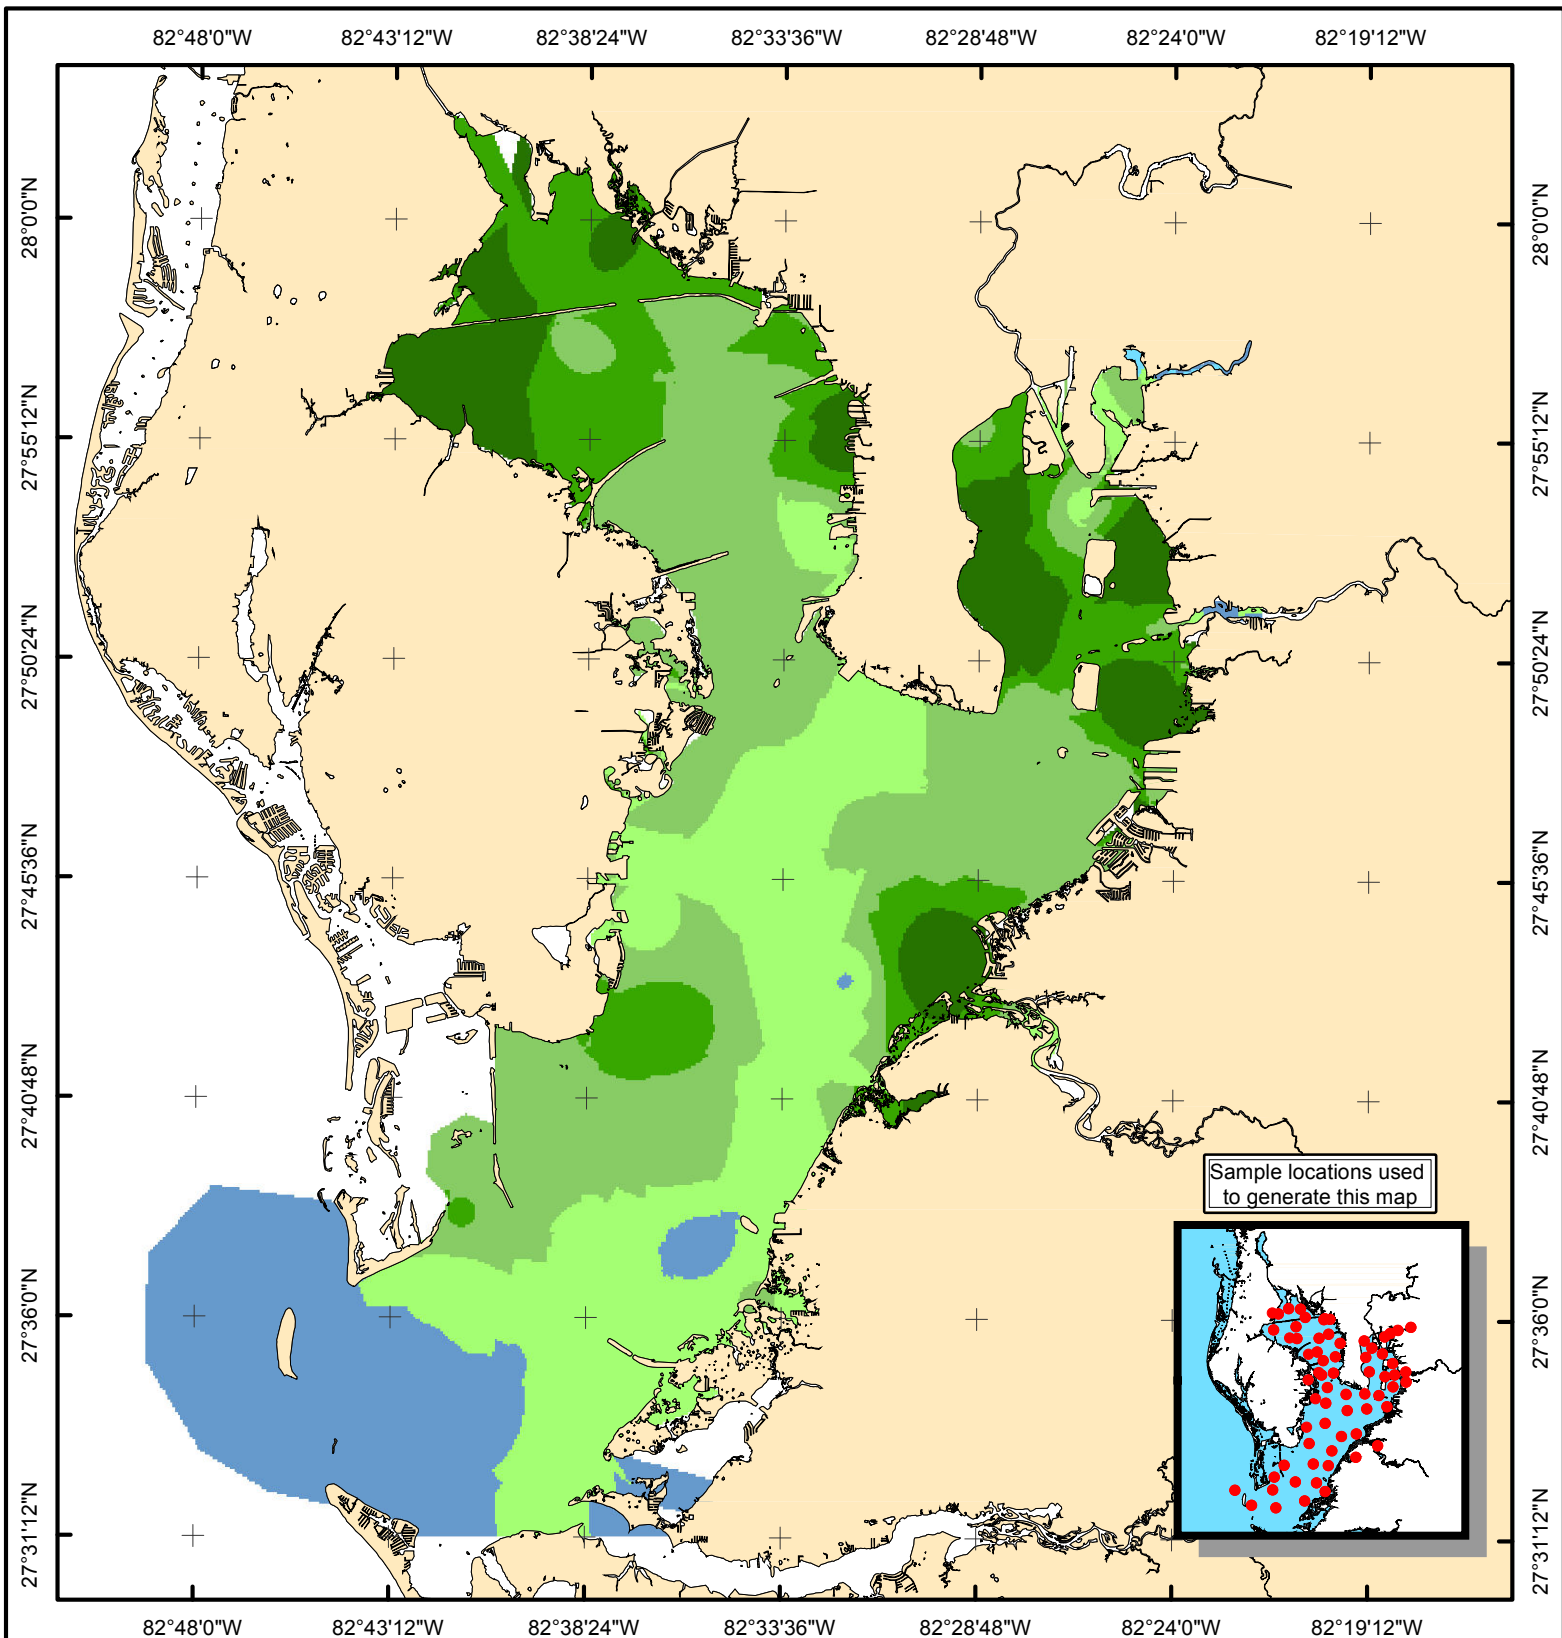 82°48'0"W 82°43'12"W 82°38'24"W 82°33'36"W 82°28'48"W 82°24'0"W 82°19'12"W
28°0'0"N 28°0'0"N
27°55'12"N 27°55'12"N
27°50'24"N 27°50'24"N
27°45'36"N 27°45'36"N
27°40'48"N 27°40'48"N
Sample locations used
to generate this map
27°36'0"N 27°36'0"N
27°31'12"N 27°31'12"N
82°48'0"W 82°43'12"W 82°38'24"W 82°33'36"W 82°28'48"W 82°24'0"W 82°19'12"W